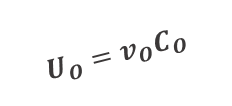 U₀ = v₀C₀